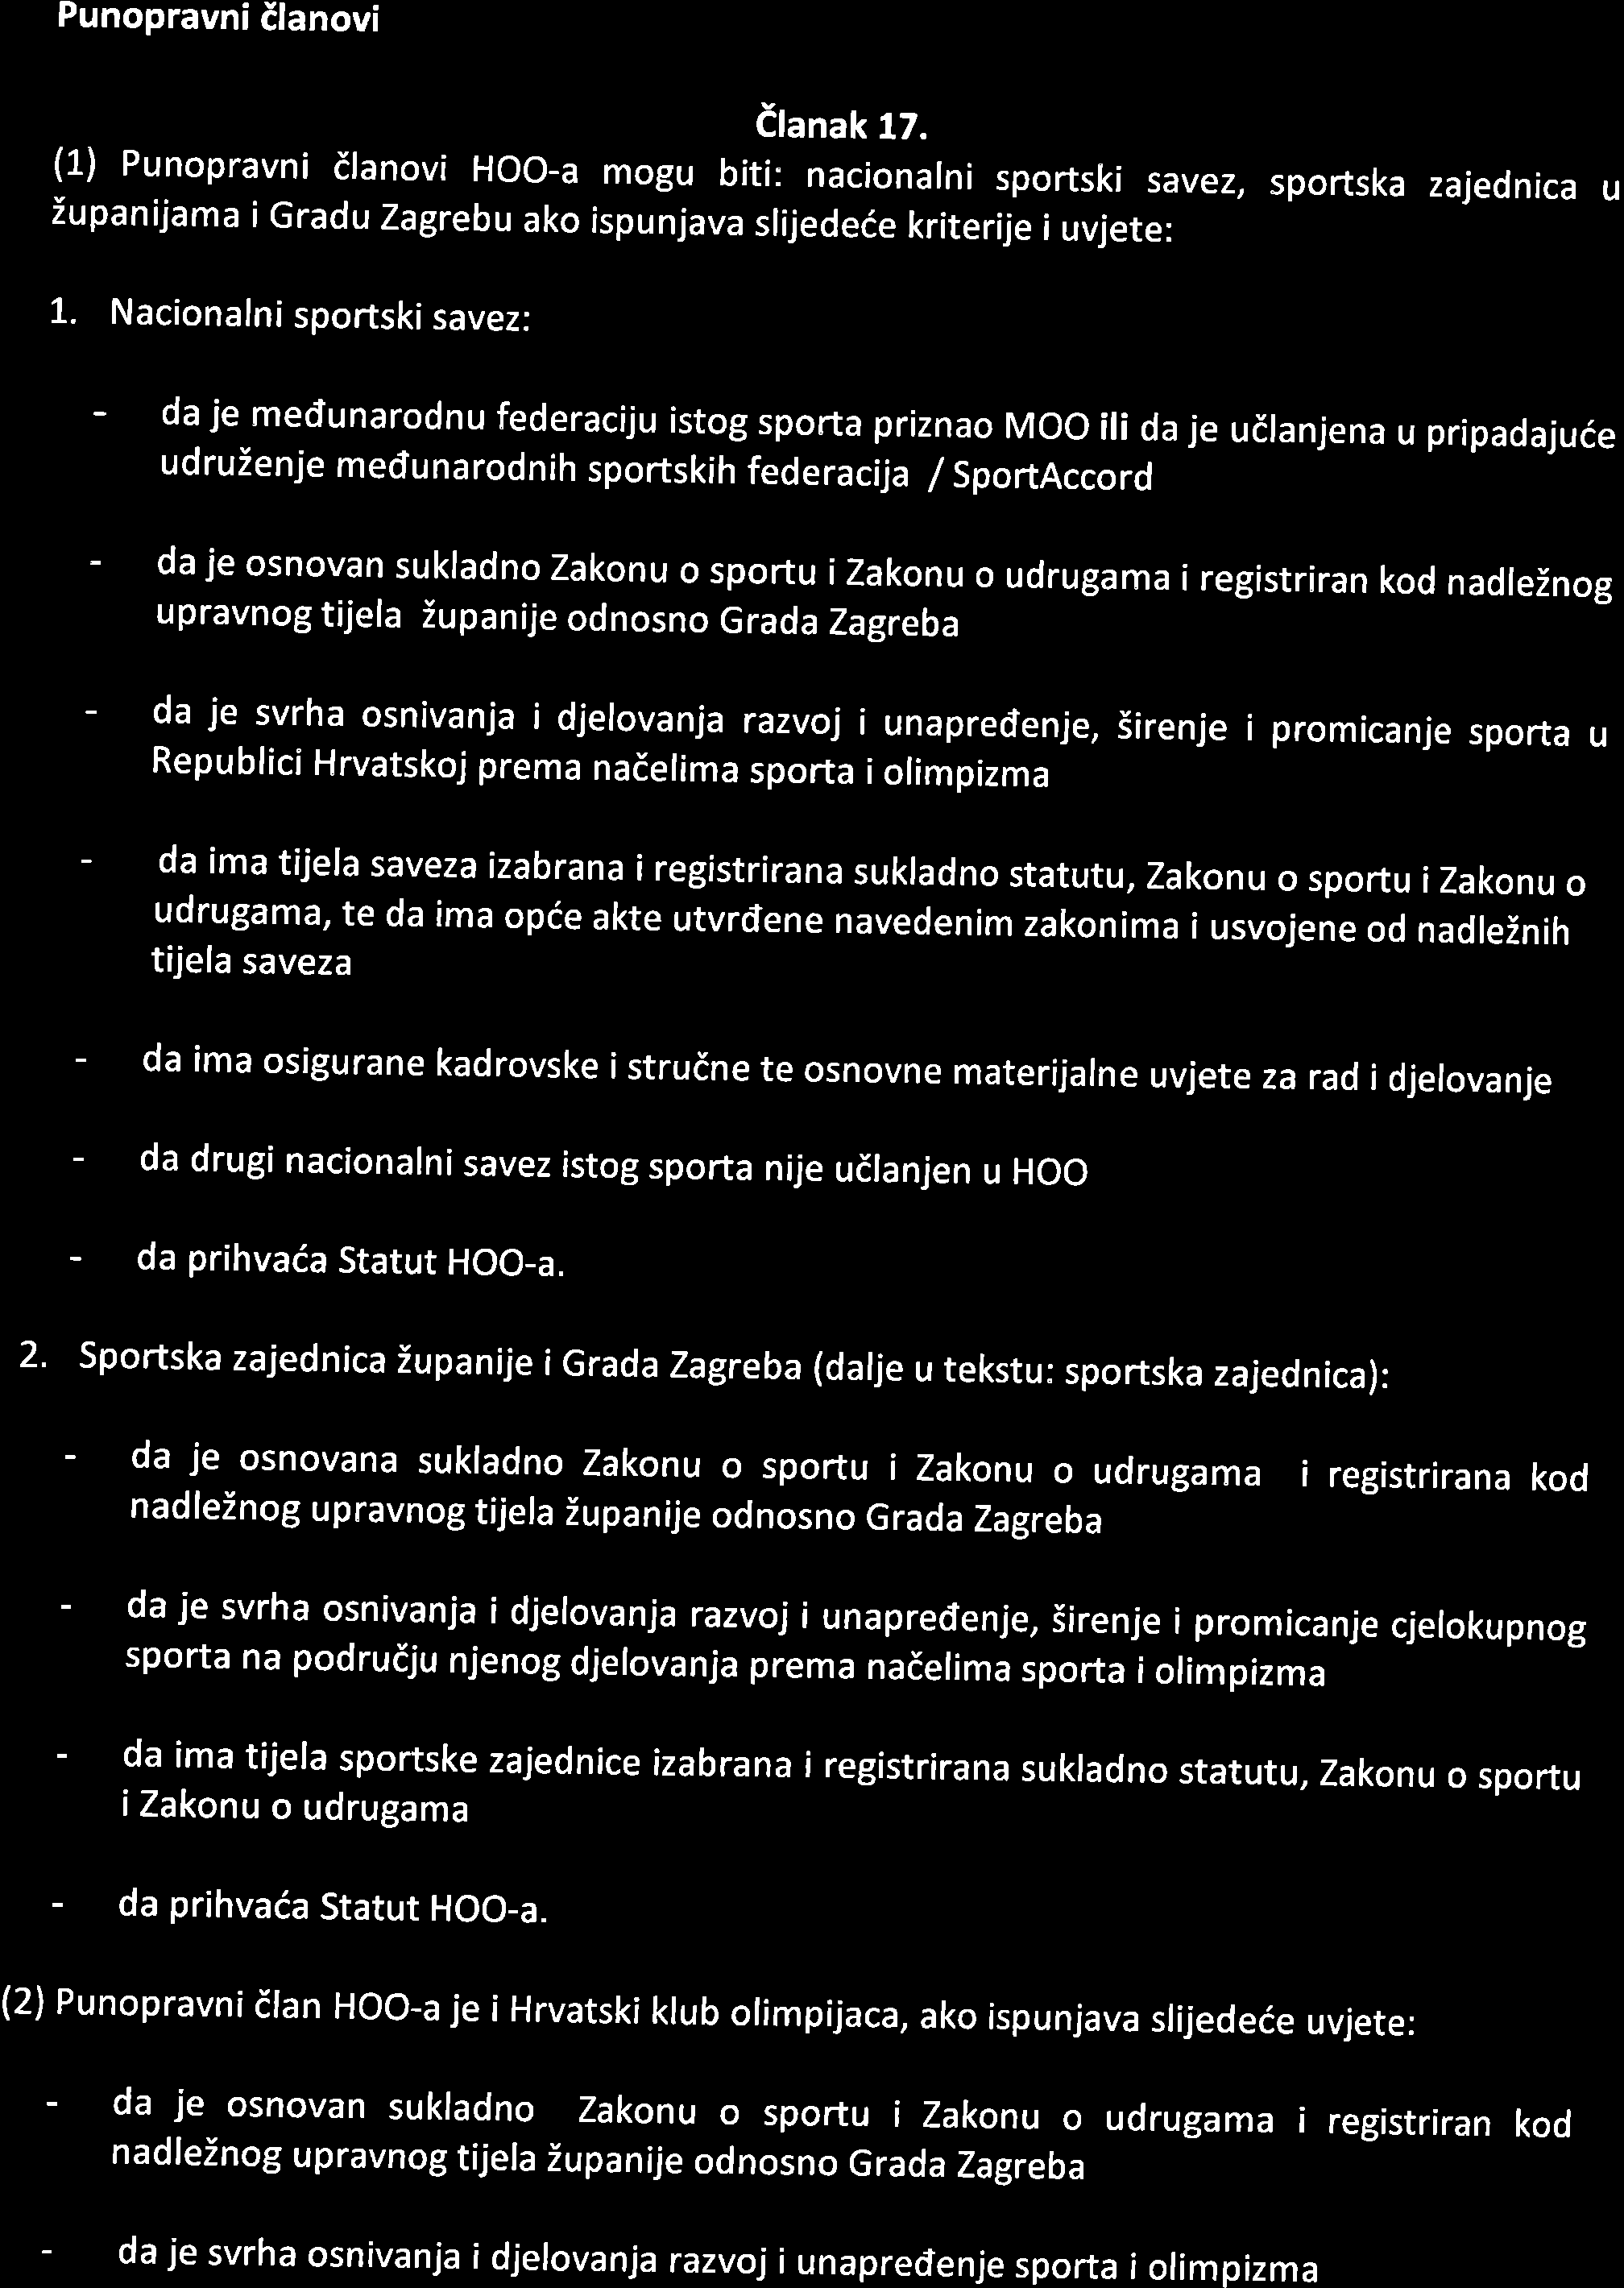 Punopravni članovi
Članak 17.
(1) Punopravni članovi HOO-a mogu biti: nacionalni sportski savez, sportska zajednica u
županijama i Gradu Zagrebu ako ispunjava slijedeće kriterije i uvjete:
1. Nacionalni sportski savez:
- da je međunarodnu federaciju istog sporta priznao MOO ili da je učlanjena u pripadajuće
udruženje međunarodnih sportskih federacija / SportAccord
- da je osnovan sukladno Zakonu o sportu i Zakonu o udrugama i registriran kod nadležnog
upravnog tijela županije odnosno Grada Zagreba
- da je svrha osnivanja i djelovanja razvoj i unapređenje, širenje i promicanje sporta u
Republici Hrvatskoj prema načelima sporta i olimpizma
- da ima tijela saveza izabrana i registrirana sukladno statutu, Zakonu o sportu i Zakonu o
udrugama, te da ima opće akte utvrđene navedenim zakonima i usvojene od nadležnih
tijela saveza
- da ima osigurane kadrovske i stručne te osnovne materijalne uvjete za rad i djelovanje
- da drugi nacionalni savez istog sporta nije učlanjen u HOO
- da prihvaća Statut HOO-a.
2. Sportska zajednica županije i Grada Zagreba (dalje u tekstu: sportska zajednica):
- da je osnovana sukladno Zakonu o sportu i Zakonu o udrugama i registrirana kod
nadležnog upravnog tijela županije odnosno Grada Zagreba
- da je svrha osnivanja i djelovanja razvoj i unapređenje, širenje i promicanje cjelokupnog
sporta na području njenog djelovanja prema načelima sporta i olimpizma
- da ima tijela sportske zajednice izabrana i registrirana sukladno statutu, Zakonu o sportu
i Zakonu o udrugama
- da prihvaća Statut HOO-a.
(2) Punopravni član HOO-a je i Hrvatski klub olimpijaca, ako ispunjava slijedeće uvjete:
- da je osnovan sukladno Zakonu o sportu i Zakonu o udrugama i registriran kod
nadležnog upravnog tijela županije odnosno Grada Zagreba
- da je svrha osnivanja i djelovanja razvoj i unapređenje sporta i olimpizma